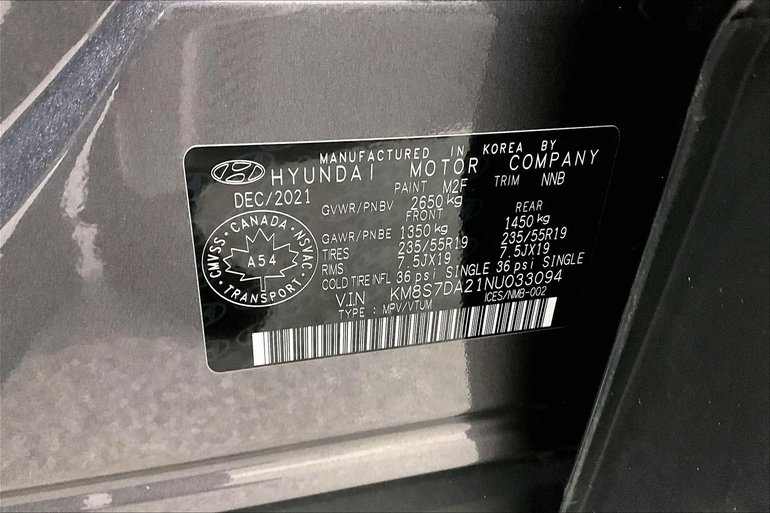 MANUFACTURED IN KOREA BY
HYUNDAI MOTOR COMPANY
DEC/2021 PAINT M2F TRIM NNB
GVWR/PNBV 2650 kg
FRONT REAR
GAWR/PNBE 1350 kg 1450 kg
TIRES 235/55R19 235/55R19
RIMS 7.5JX19 7.5JX19
COLD TIRE INFL 36 psi SINGLE 36 psi SINGLE
V.I.N KM8S7DA21NU033094
TYPE : MPV/VTUM ICES/NMB-002
CMVSS · CANADA · NSVAC
A54
· TRANSPORT ·